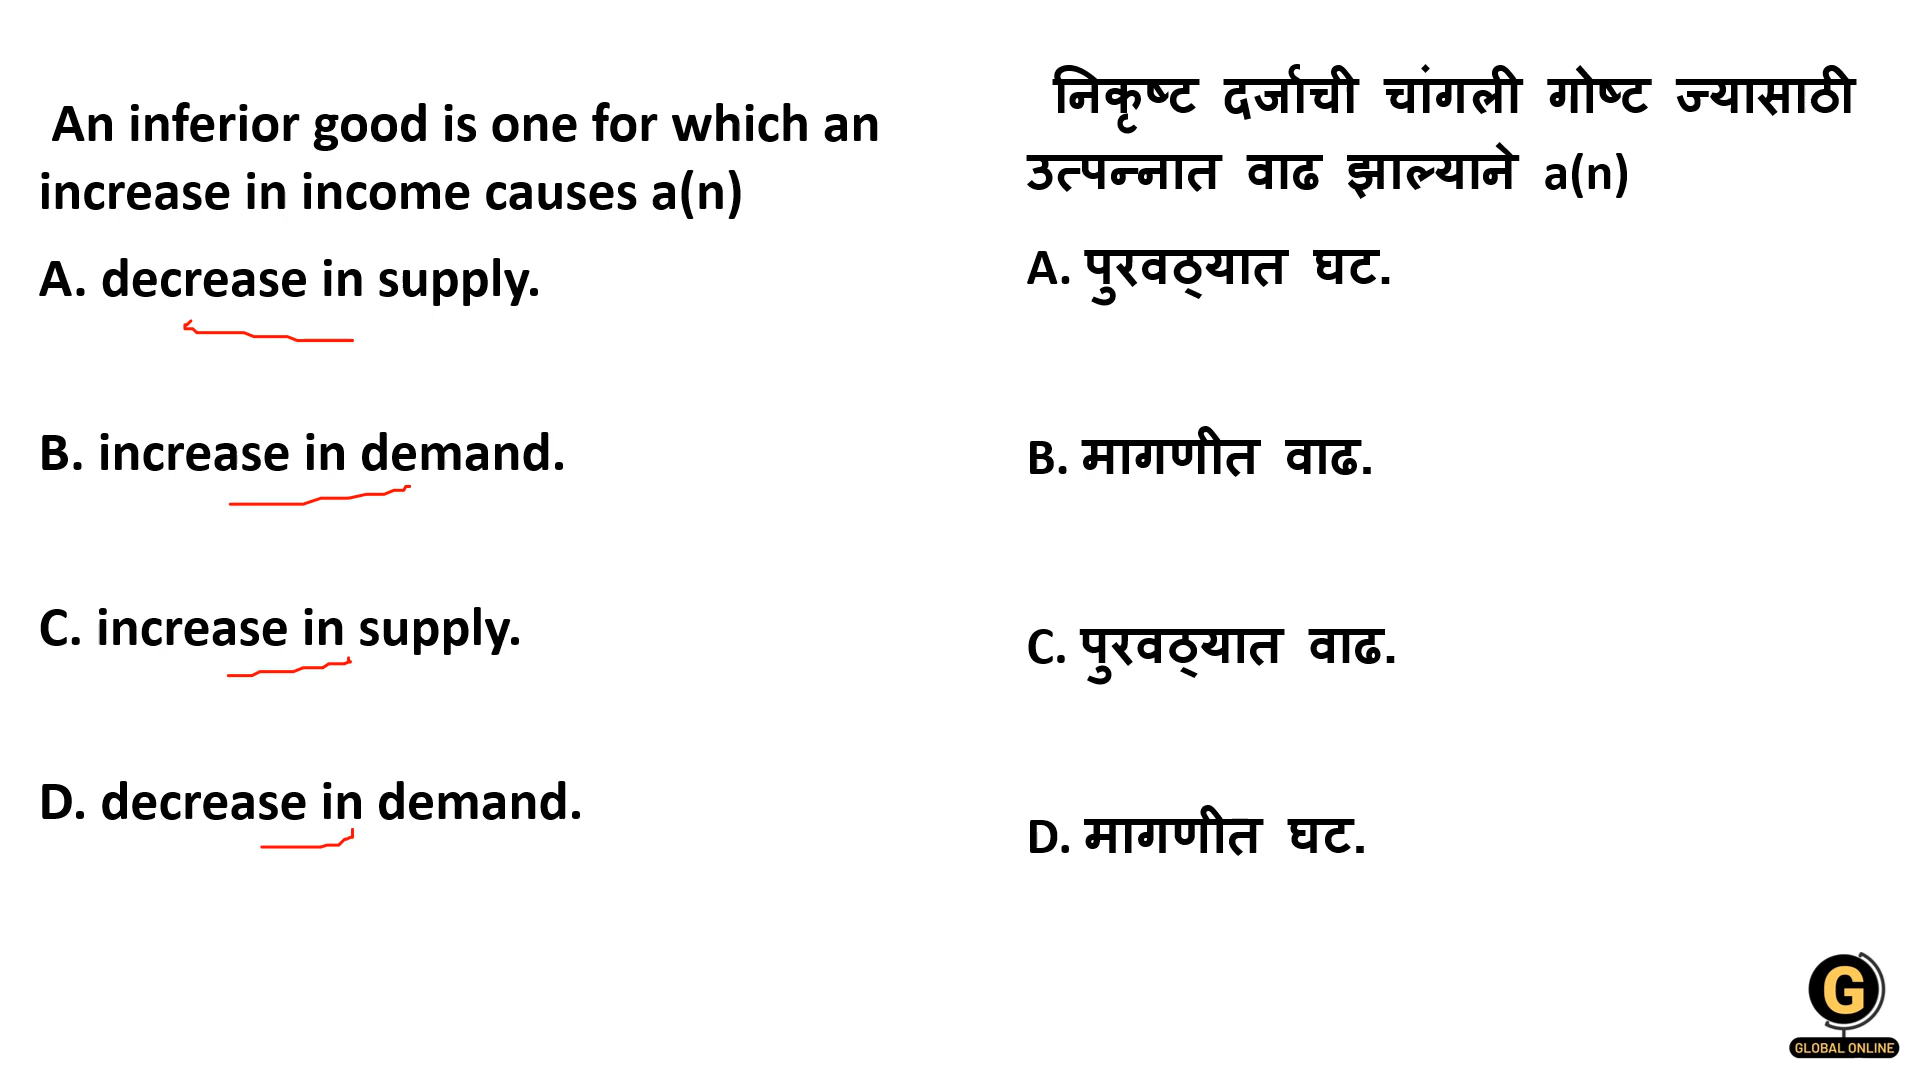 An inferior good is one for which an
increase in income causes a(n)
A. decrease in supply.
B. increase in demand.
C. increase in supply.
D. decrease in demand.
निकृष्ट दर्जाची चांगली गोष्ट ज्यासाठी
उत्पन्नात वाढ झाल्याने a(n)
A. पुरवठ्यात घट.
B. मागणीत वाढ.
C. पुरवठ्यात वाढ.
D. मागणीत घट.
G
GLOBAL ONLINE